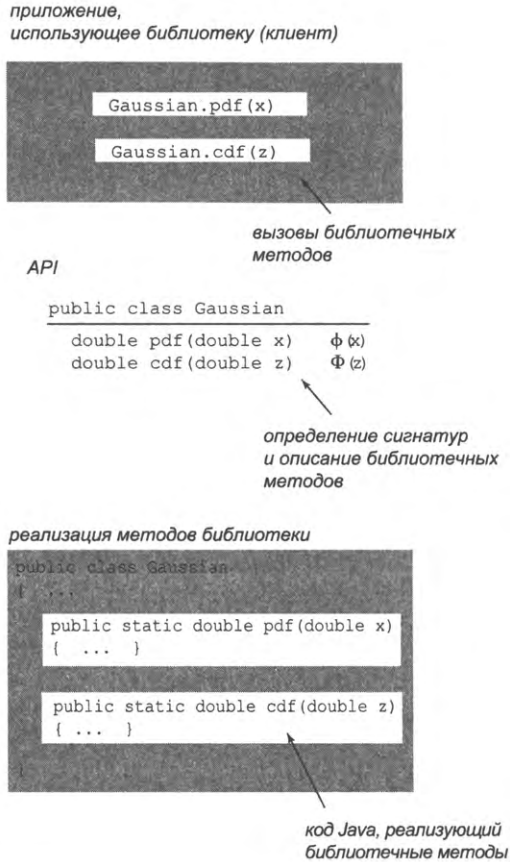 приложение,
использующее библиотеку (клиент)
Gaussian.pdf(x)
Gaussian.cdf(z)
вызовы библиотечных
методов
API
public class Gaussian
double pdf(double x) ϕ(x)
double cdf(double z) Φ(z)
определение сигнатур
и описание библиотечных
методов
реализация методов библиотеки
public class Gaussian
{ ...
public static double pdf(double x)
{ ... }
public static double cdf(double z)
{ ... }
}
код Java, реализующий
библиотечные методы